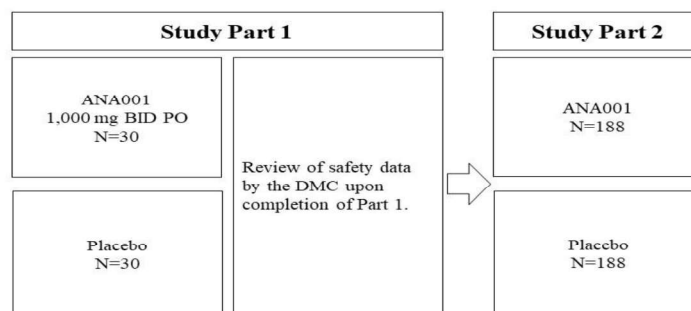 Study Part 1
Study Part 2
ANA001
1,000 mg BID PO
N=30
Review of safety data
by the DMC upon
completion of Part 1.
ANA001
N=188
Placebo
N=30
Placebo
N=188